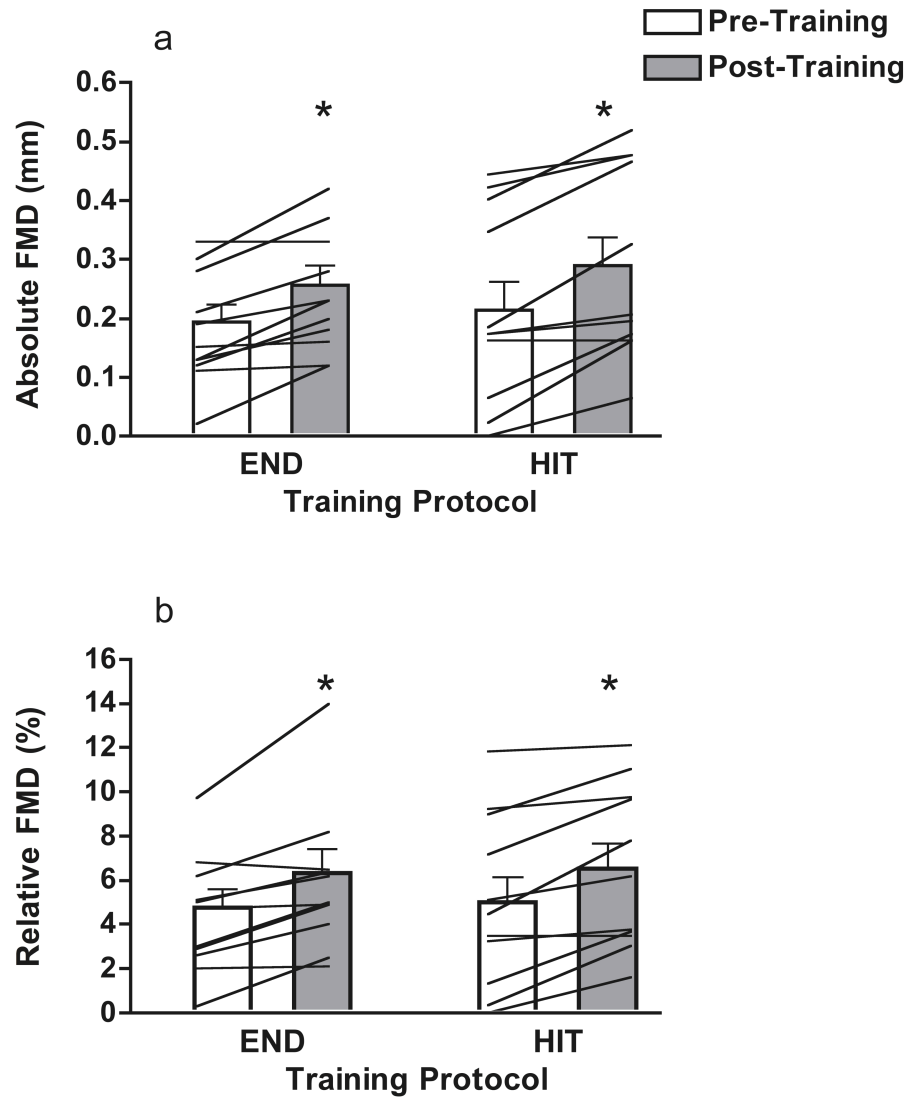 a
Pre-Training
Post-Training
Absolute FMD (mm)
0.6
0.5
0.4
0.3
0.2
0.1
0.0
*
*
END
HIT
Training Protocol
b
Relative FMD (%)
16
14
12
10
8
6
4
2
0
*
*
END
HIT
Training Protocol